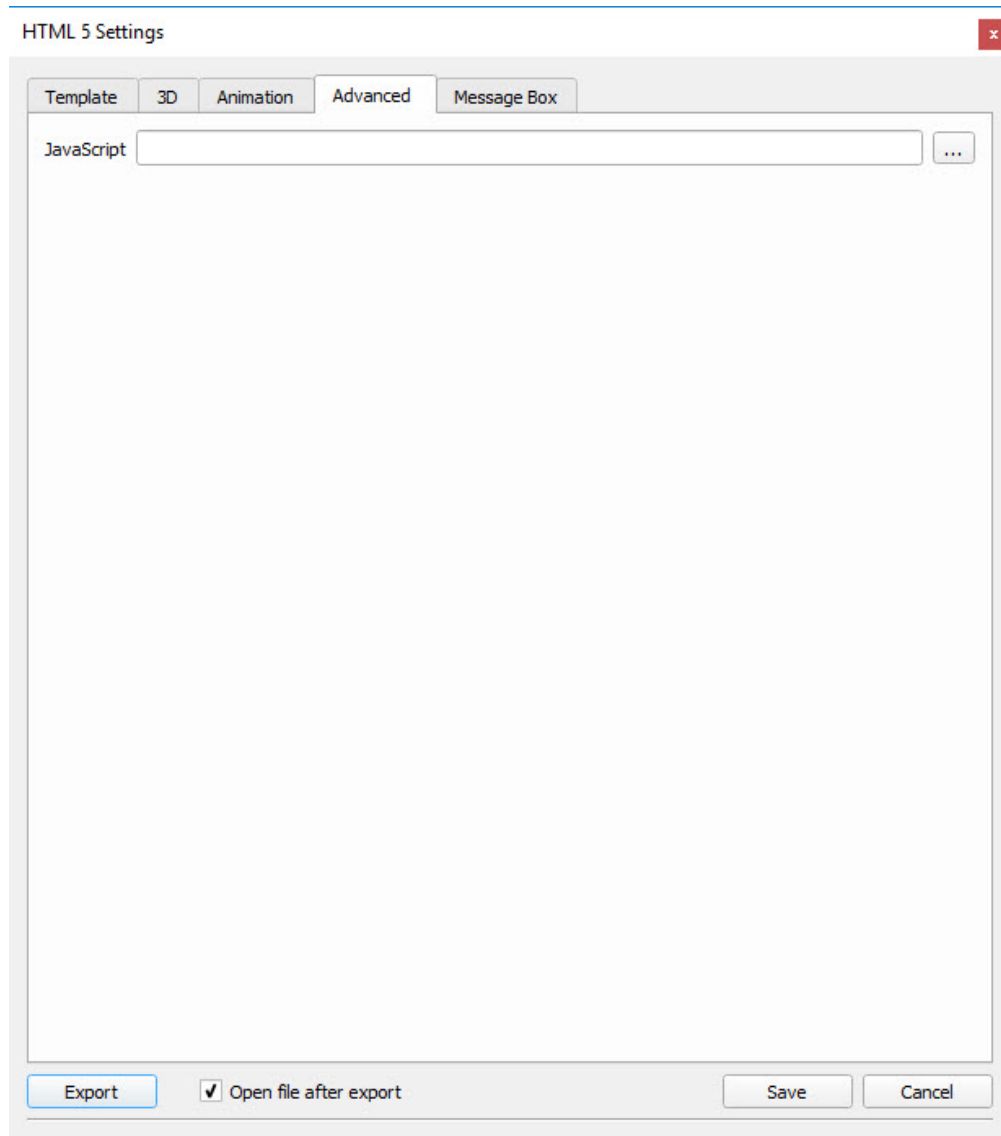 HTML 5 Settings
x
Template 3D Animation Advanced Message Box
JavaScript ...
Export Open file after export Save Cancel